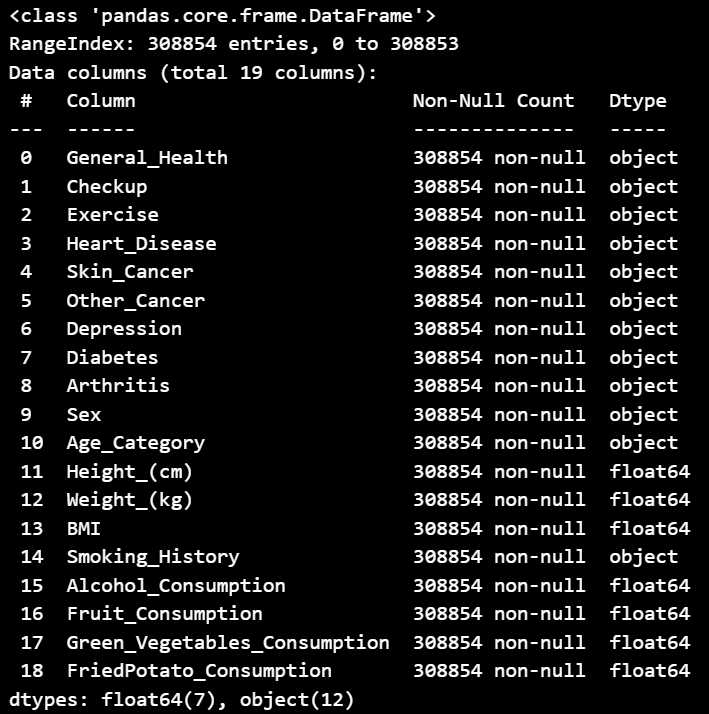 <class 'pandas.core.frame.DataFrame'>
RangeIndex: 308854 entries, 0 to 308853
Data columns (total 19 columns):
 #   Column                        Non-Null Count   Dtype
---  ------                        --------------   -----
 0   General_Health                308854 non-null  object
 1   Checkup                       308854 non-null  object
 2   Exercise                      308854 non-null  object
 3   Heart_Disease                 308854 non-null  object
 4   Skin_Cancer                   308854 non-null  object
 5   Other_Cancer                  308854 non-null  object
 6   Depression                    308854 non-null  object
 7   Diabetes                      308854 non-null  object
 8   Arthritis                     308854 non-null  object
 9   Sex                           308854 non-null  object
 10  Age_Category                  308854 non-null  object
 11  Height_(cm)                   308854 non-null  float64
 12  Weight_(kg)                   308854 non-null  float64
 13  BMI                           308854 non-null  float64
 14  Smoking_History               308854 non-null  object
 15  Alcohol_Consumption           308854 non-null  float64
 16  Fruit_Consumption             308854 non-null  float64
 17  Green_Vegetables_Consumption  308854 non-null  float64
 18  FriedPotato_Consumption       308854 non-null  float64
dtypes: float64(7), object(12)